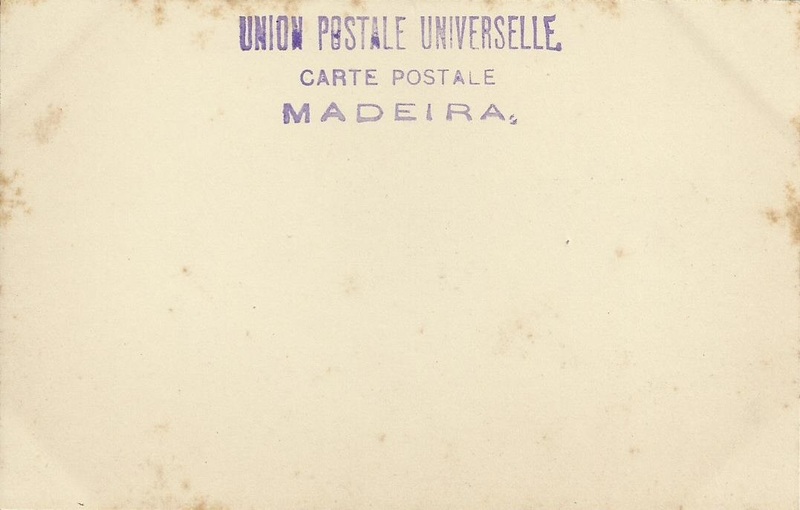 UNION POSTALE UNIVERSELLE.
CARTE POSTALE
MADEIRA.